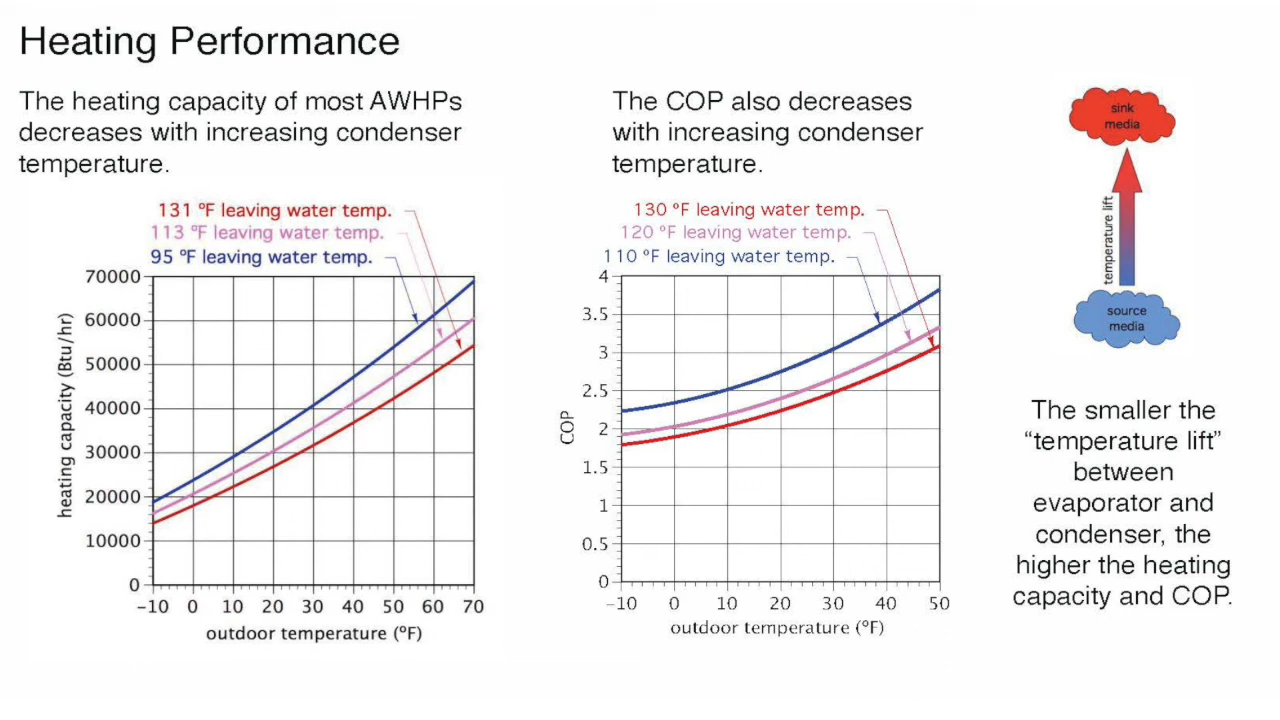 Heating Performance
The heating capacity of most AWHPs
decreases with increasing condenser
temperature.
131 ºF leaving water temp.
113 ºF leaving water temp.
95 ºF leaving water temp.
70000
60000
50000
40000
30000
20000
10000
0
heating capacity (Btu/hr)
-10 0 10 20 30 40 50 60 70
outdoor temperature (ºF)
The COP also decreases
with increasing condenser
temperature.
130 ºF leaving water temp.
120 ºF leaving water temp.
110 ºF leaving water temp.
4
3.5
3
2.5
2
1.5
1
0.5
0
COP
-10 0 10 20 30 40 50
outdoor temperature (ºF)
sink
media
temperature lift
source
media
The smaller the
“temperature lift”
between
evaporator and
condenser, the
higher the heating
capacity and COP.